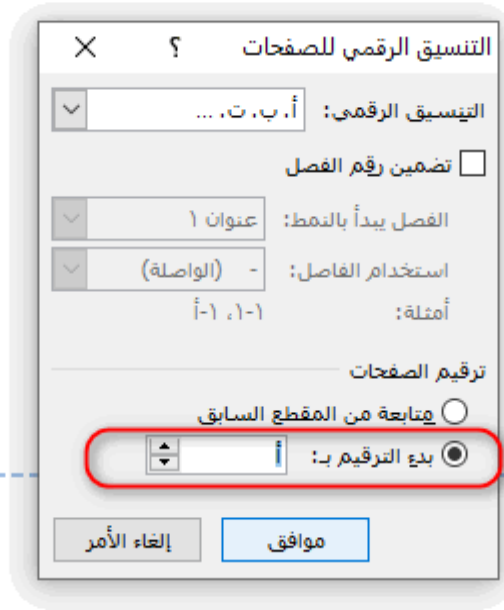 التنسيق الرقمي للصفحات ؟ ×
التنسيق الرقمي: أ، ب، ت، ...
تضمين رقم الفصل
الفصل يبدأ بالنمط: عنوان ١
استخدام الفاصل: - (الواصلة)
أمثلة: ١-١، ١-أ
ترقيم الصفحات
متابعة من المقطع السابق
بدء الترقيم بـ: أ
موافق إلغاء الأمر